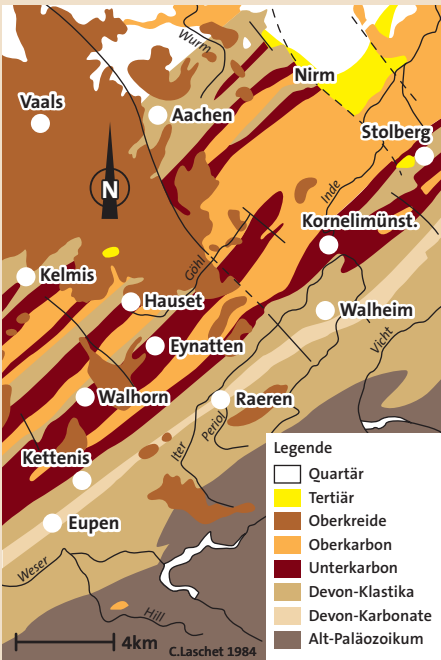 Wurm
Nirm
Vaals
Aachen
Stolberg
N
Inde
Kornelimünst.
Göhl
Kelmis
Hauset
Walheim
Vicht
Eynatten
Walhorn
Raeren
Periol
Iter
Kettenis
Eupen
Weser
Hill
4km
C.Laschet 1984
Legende
Quartär
Tertiär
Oberkreide
Oberkarbon
Unterkarbon
Devon-Klastika
Devon-Karbonate
Alt-Paläozoikum